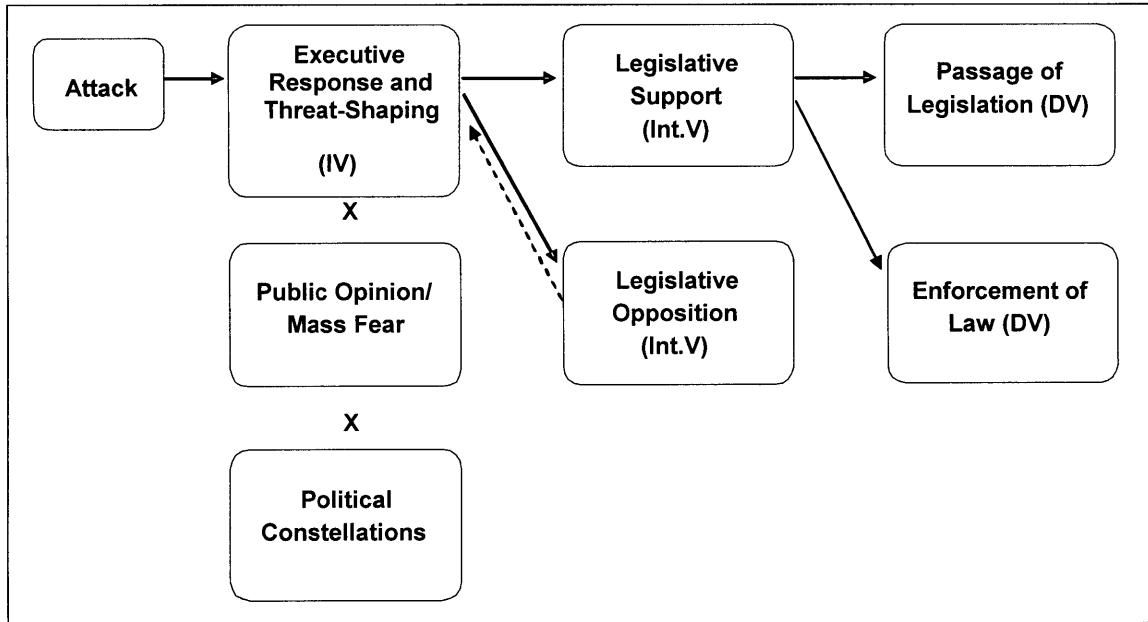 Attack
Executive
Response and
Threat-Shaping
(IV)
X
Public Opinion/
Mass Fear
X
Political
Constellations
Legislative
Support
(Int.V)
Legislative
Opposition
(Int.V)
Passage of
Legislation (DV)
Enforcement of
Law (DV)